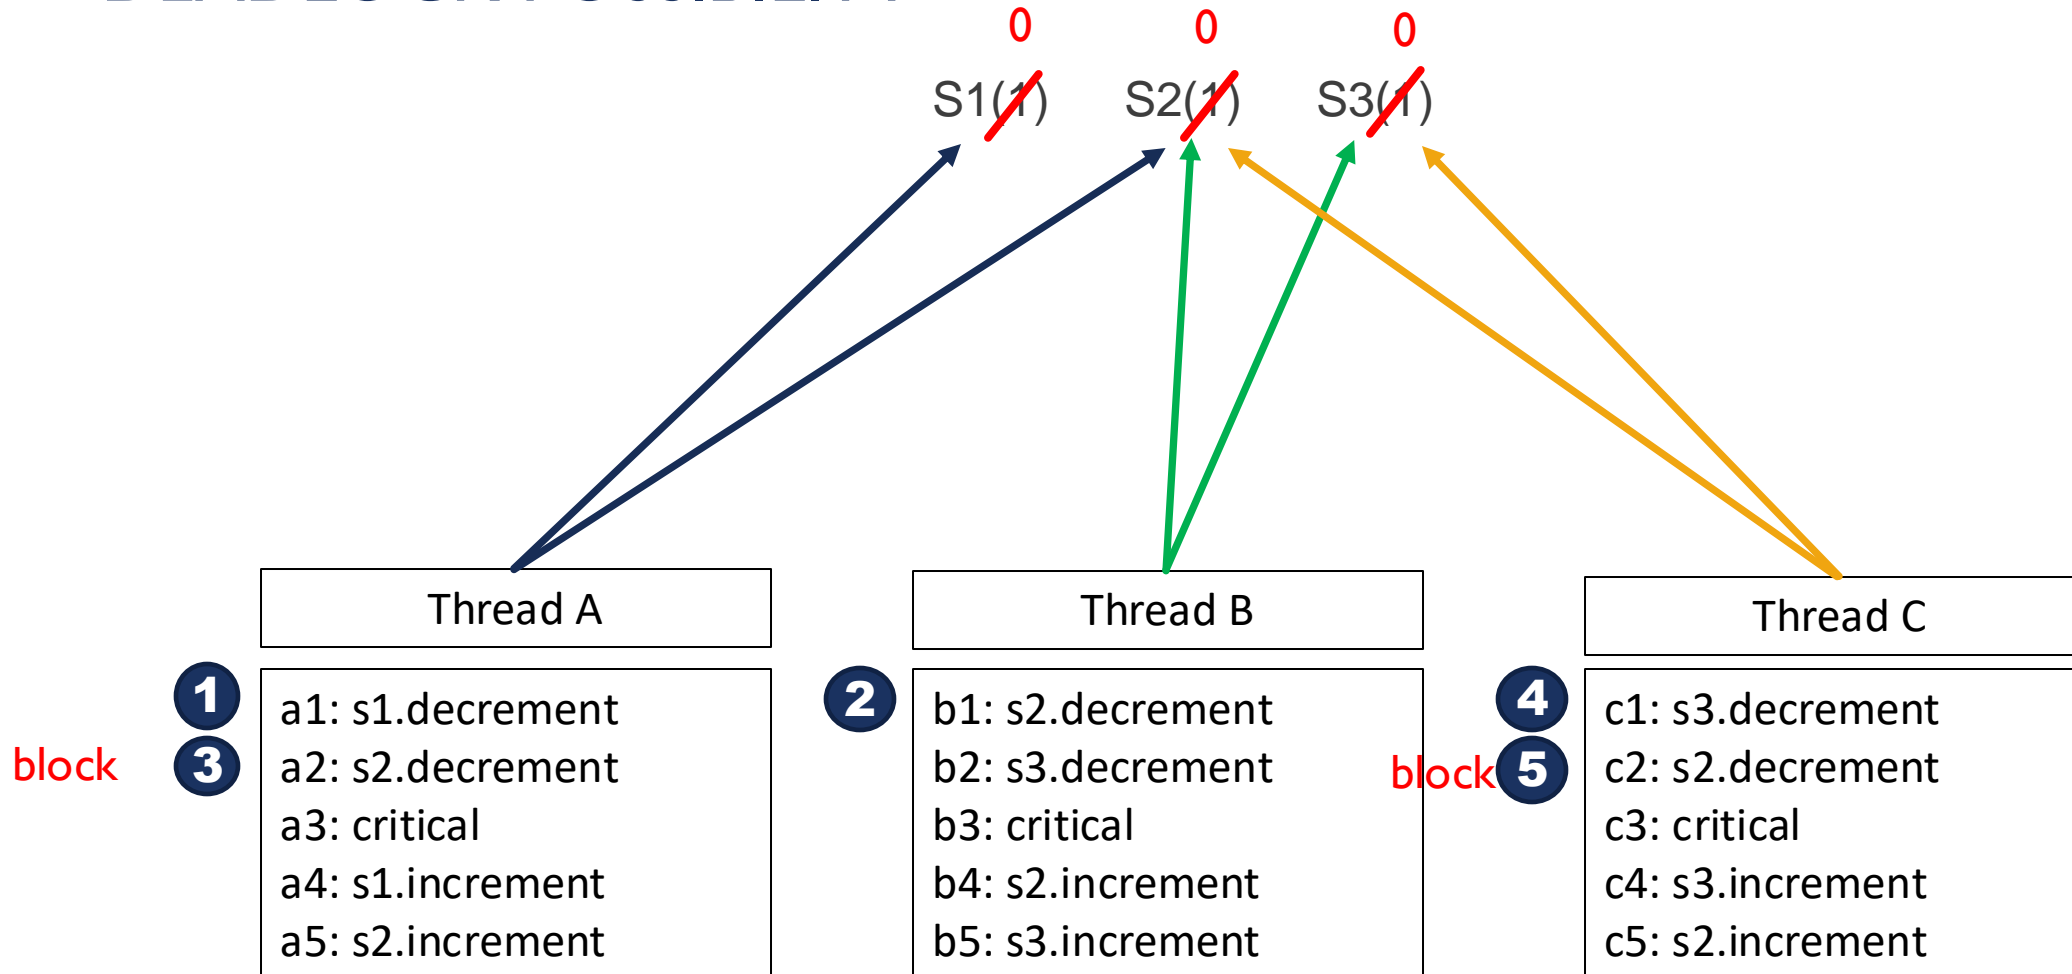 0 0 0
S1(1) S2(1) S3(1)
Thread A
1
a1: s1.decrement
block
3
a2: s2.decrement
a3: critical
a4: s1.increment
a5: s2.increment
Thread B
2
b1: s2.decrement
b2: s3.decrement
b3: critical
b4: s2.increment
b5: s3.increment
Thread C
4
c1: s3.decrement
block
5
c2: s2.decrement
c3: critical
c4: s3.increment
c5: s2.increment